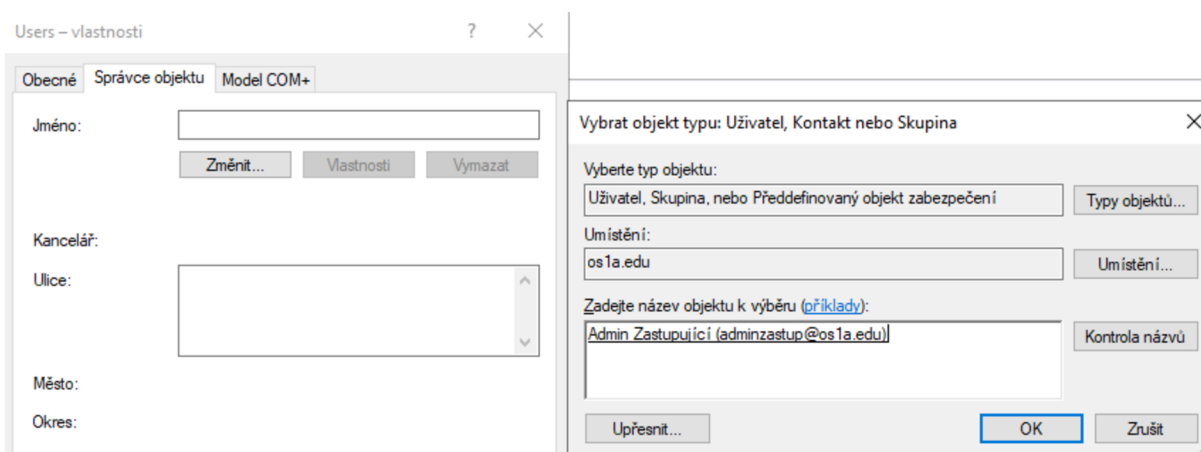 Users – vlastnosti
Obecné Správce objektu Model COM+
Jméno:
Změnit... Vlastnosti Vymazat
Kancelář:
Ulice:
Město:
Okres:
Vybrat objekt typu: Uživatel, Kontakt nebo Skupina
Vyberte typ objektu:
Uživatel, Skupina, nebo Předdefinovaný objekt zabezpečení Typy objektů...
Umístění:
os1a.edu Umístění...
Zadejte název objektu k výběru (příklady):
Admin Zastupující (adminzastup@os1a.edu) Kontrola názvů
Upřesnit... OK Zrušit